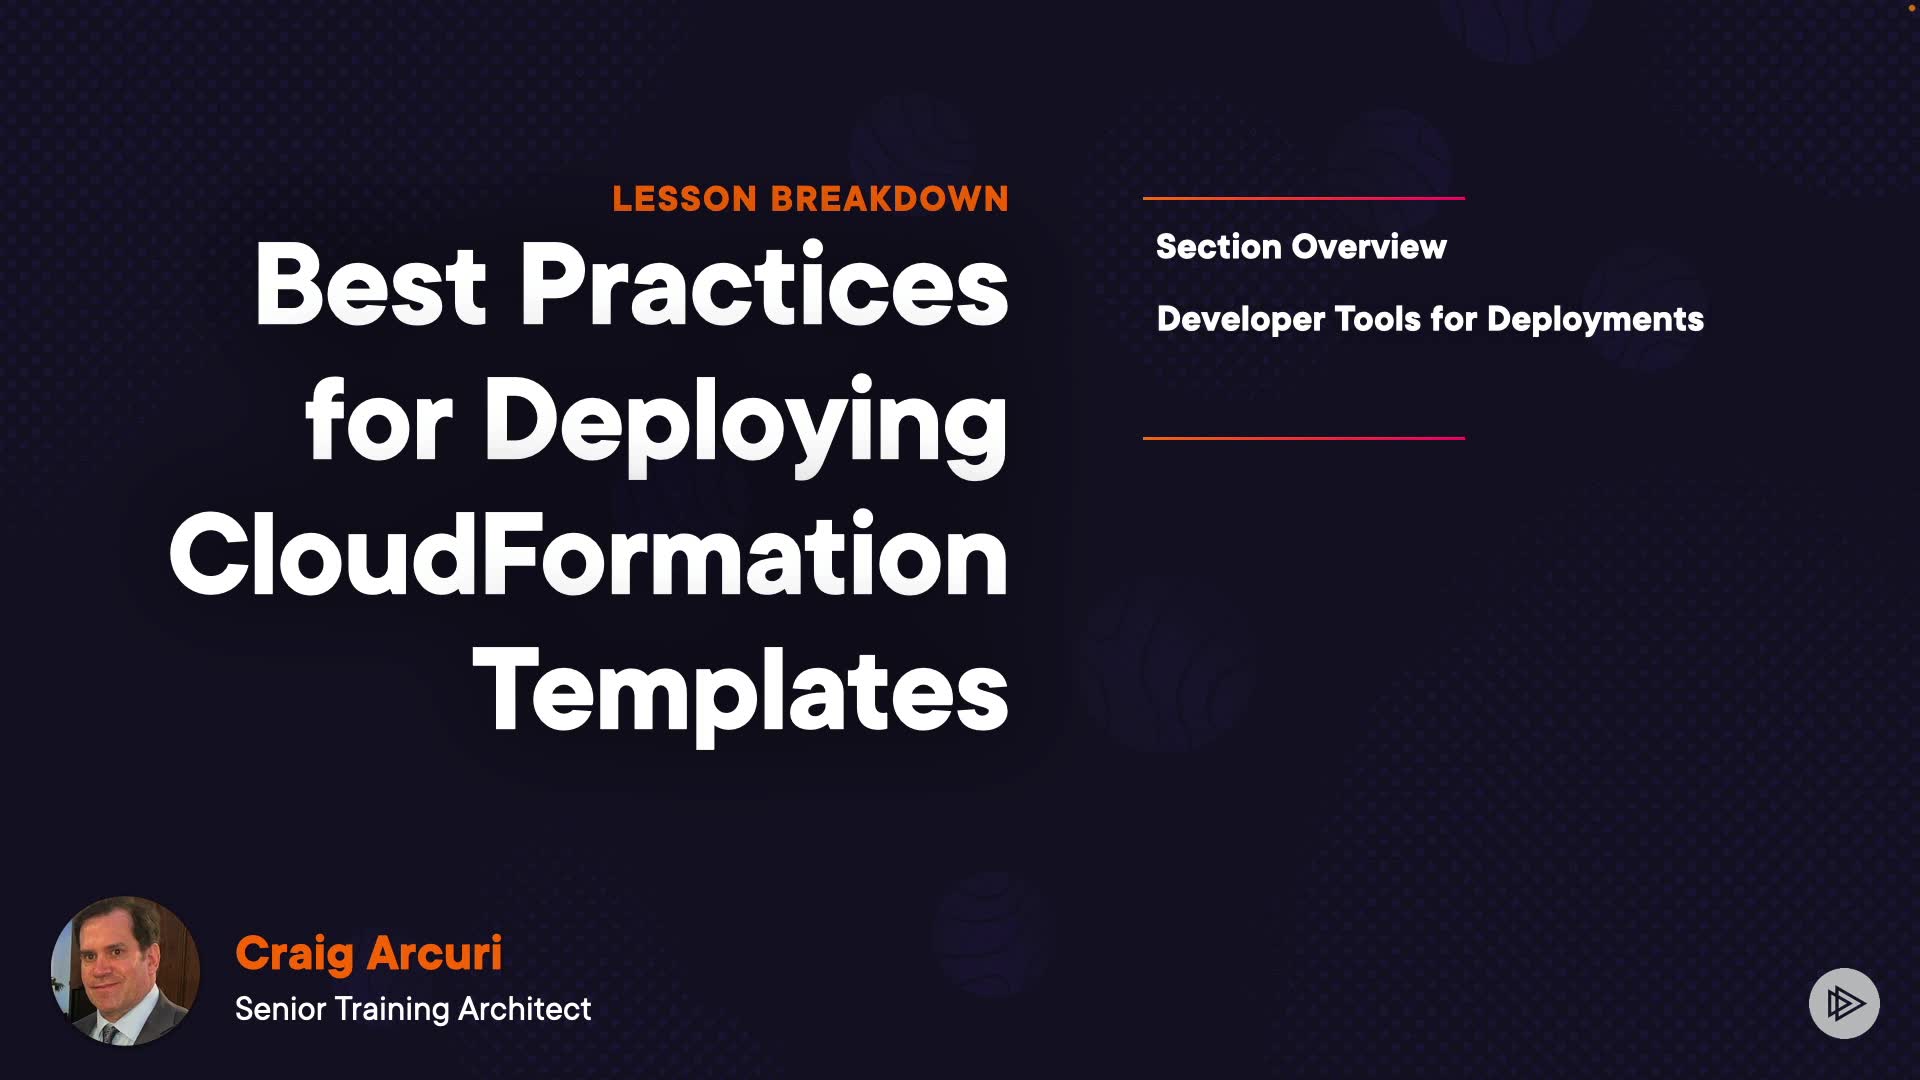 LESSON BREAKDOWN
Best Practices
for Deploying
CloudFormation
Templates
Section Overview
Developer Tools for Deployments
Craig Arcuri
Senior Training Architect